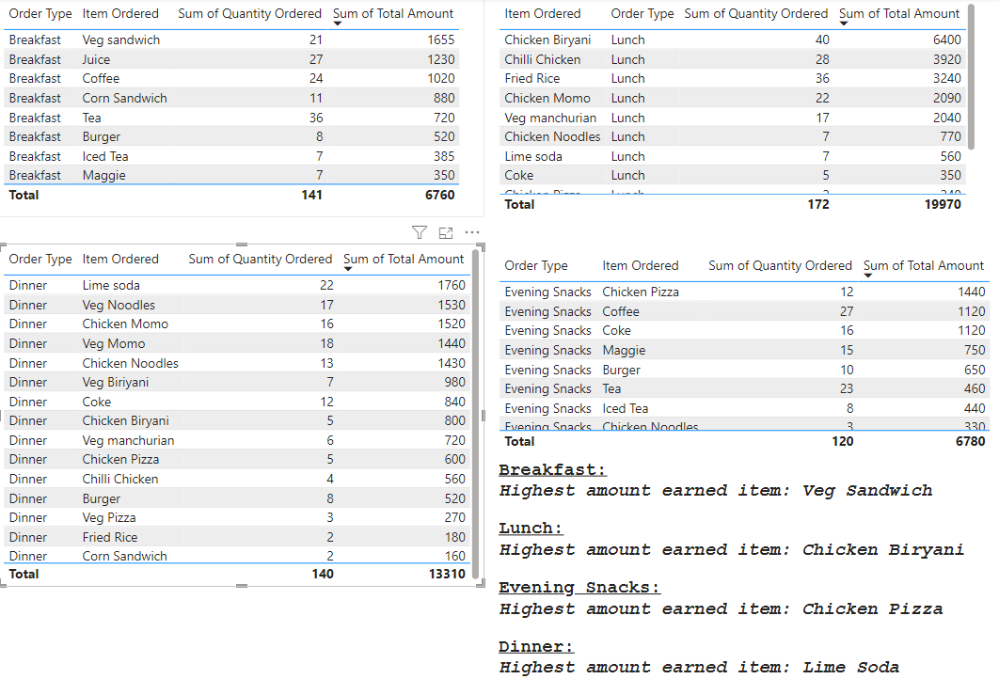 Order Type Item Ordered Sum of Quantity Ordered Sum of Total Amount
Breakfast Veg sandwich 21 1655
Breakfast Juice 27 1230
Breakfast Coffee 24 1020
Breakfast Corn Sandwich 11 880
Breakfast Tea 36 720
Breakfast Burger 8 520
Breakfast Iced Tea 7 385
Breakfast Maggie 7 350
Total 141 6760
Item Ordered Order Type Sum of Quantity Ordered Sum of Total Amount
Chicken Biryani Lunch 40 6400
Chilli Chicken Lunch 28 3920
Fried Rice Lunch 36 3240
Chicken Momo Lunch 22 2090
Veg manchurian Lunch 17 2040
Chicken Noodles Lunch 7 770
Lime soda Lunch 7 560
Coke Lunch 5 350
Total 172 19970
Order Type Item Ordered Sum of Quantity Ordered Sum of Total Amount
Dinner Lime soda 22 1760
Dinner Veg Noodles 17 1530
Dinner Chicken Momo 16 1520
Dinner Veg Momo 18 1440
Dinner Chicken Noodles 13 1430
Dinner Veg Biriyani 7 980
Dinner Coke 12 840
Dinner Chicken Biryani 5 800
Dinner Veg manchurian 6 720
Dinner Chicken Pizza 5 600
Dinner Chilli Chicken 4 560
Dinner Burger 8 520
Dinner Veg Pizza 3 270
Dinner Fried Rice 2 180
Dinner Corn Sandwich 2 160
Total 140 13310
Order Type Item Ordered Sum of Quantity Ordered Sum of Total Amount
Evening Snacks Chicken Pizza 12 1440
Evening Snacks Coffee 27 1120
Evening Snacks Coke 16 1120
Evening Snacks Maggie 15 750
Evening Snacks Burger 10 650
Evening Snacks Tea 23 460
Evening Snacks Iced Tea 8 440
Evening Snacks Chicken Noodles 3 330
Total 120 6780
Breakfast:
Highest amount earned item: Veg Sandwich
Lunch:
Highest amount earned item: Chicken Biryani
Evening Snacks:
Highest amount earned item: Chicken Pizza
Dinner:
Highest amount earned item: Lime Soda